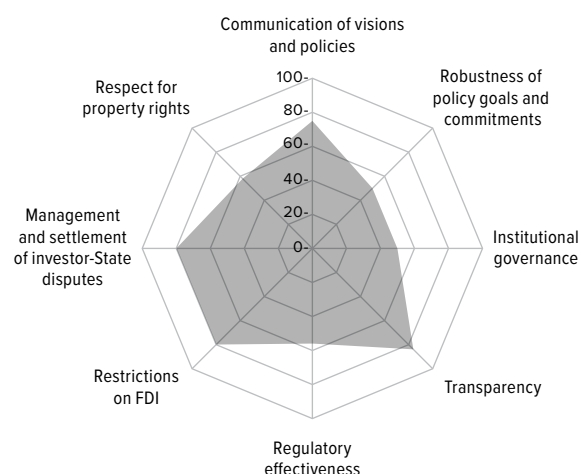 Communication of visions
and policies
Robustness of
policy goals and
commitments
Respect for
property rights
100-
80-
60-
40-
20-
0-
Management
and settlement
of investor-State
disputes
Institutional
governance
Restrictions
on FDI
Transparency
Regulatory
effectiveness